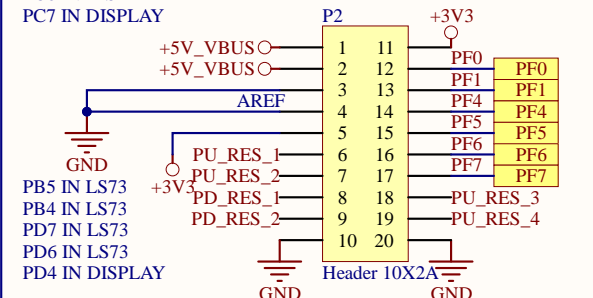 PC7 IN DISPLAY
P2
+3V3
+5V_VBUS 1 11
+5V_VBUS 2 12 PF0 PF0
3 13 PF1 PF1
AREF 4 14 PF4 PF4
5 15 PF5 PF5
GND
PU_RES_1 6 16 PF6 PF6
+3V3
PU_RES_2 7 17 PF7 PF7
PB5 IN LS73
PD_RES_1 8 18 PU_RES_3
PB4 IN LS73
PD_RES_2 9 19 PU_RES_4
PD7 IN LS73
10 20
PD6 IN LS73
PD4 IN DISPLAY
Header 10X2A
GND
GND